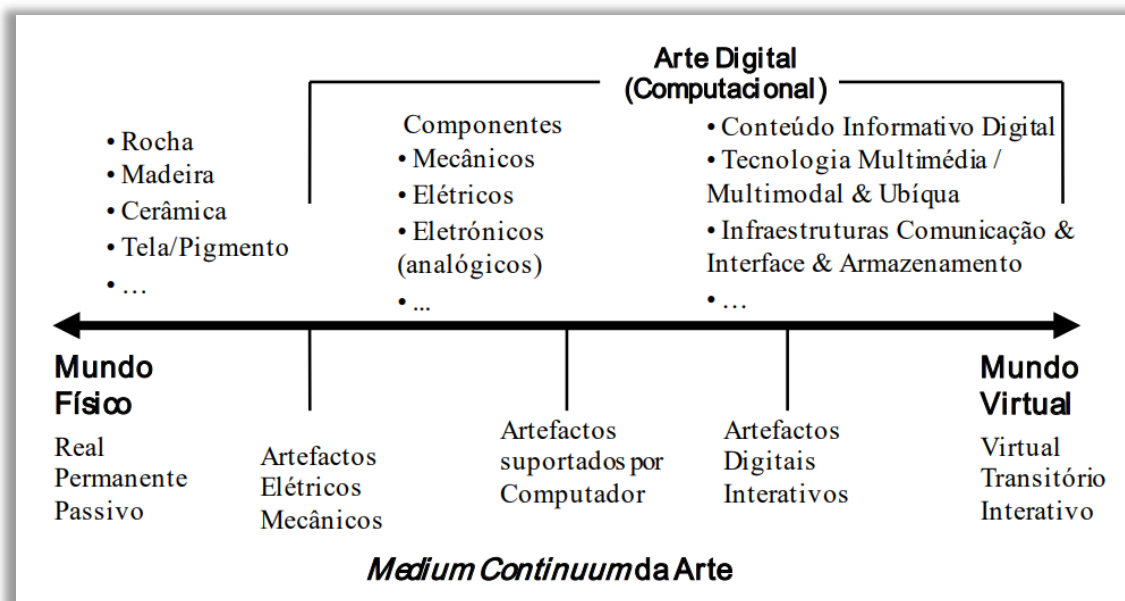 Arte Digital
(Computacional)
• Rocha
• Madeira
• Cerâmica
• Tela/Pigmento
• …
Componentes
• Mecânicos
• Elétricos
• Eletrónicos
(analógicos)
• ...
• Conteúdo Informativo Digital
• Tecnologia Multimédia /
Multimodal & Ubíqua
• Infraestruturas Comunicação &
Interface & Armazenamento
• …
Mundo
Físico
Real
Permanente
Passivo
Artefactos
Elétricos
Mecânicos
Artefactos
suportados por
Computador
Artefactos
Digitais
Interativos
Mundo
Virtual
Virtual
Transitório
Interativo
Medium Continuum da Arte